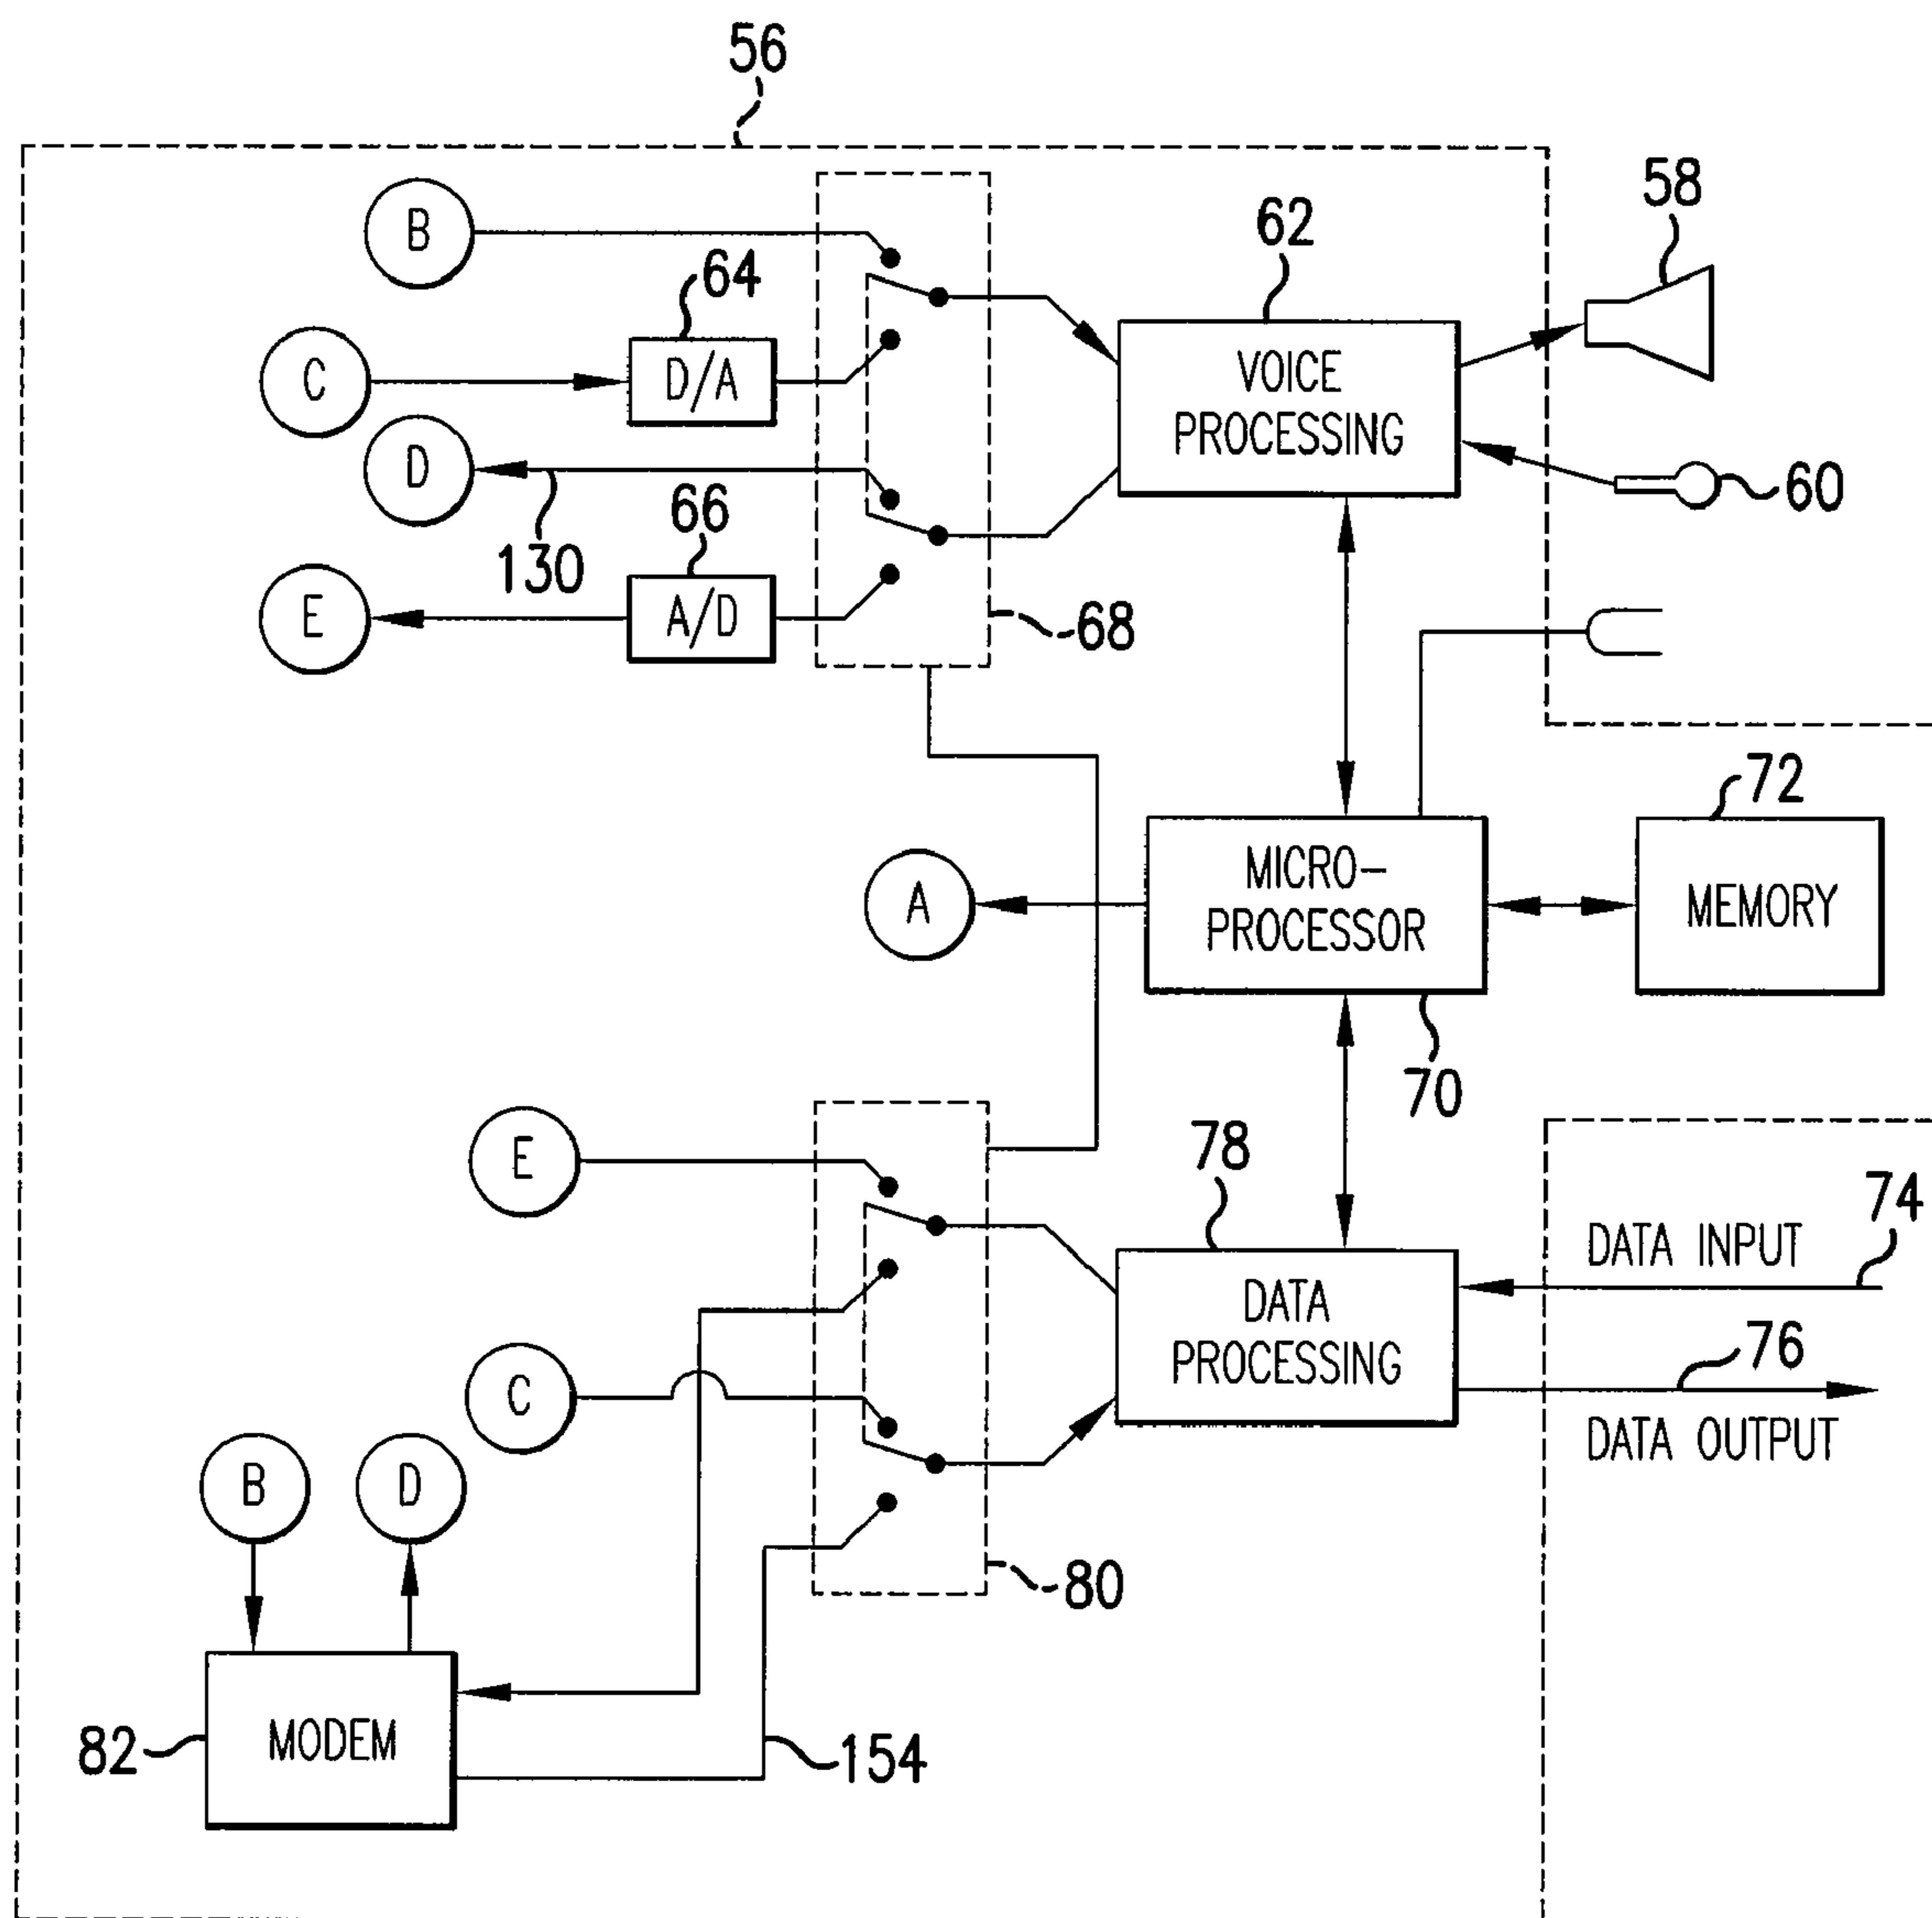 56
B
58
64
62
C
D/A
VOICE
PROCESSING
D
66
60
130
E
A/D
68
72
A
MICRO-
PROCESSOR
MEMORY
70
E
78
74
DATA INPUT
DATA
PROCESSING
C
76
DATA OUTPUT
B
D
80
82
MODEM
154